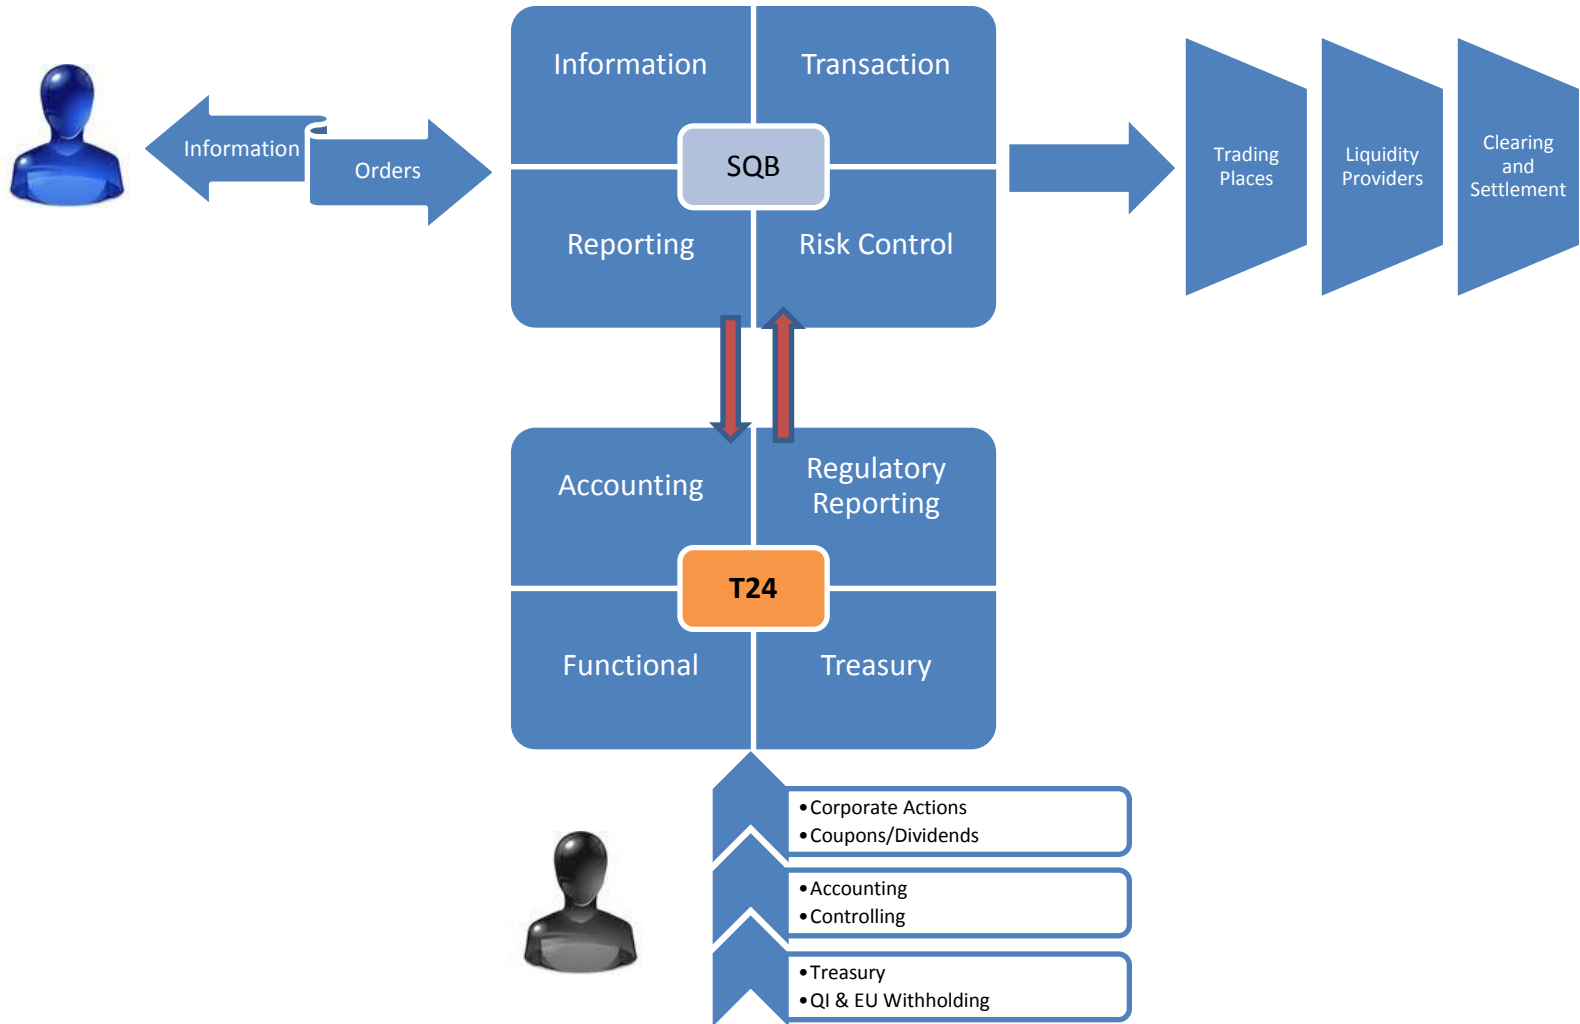 Information
Orders
Information
Transaction
SQB
Reporting
Risk Control
Trading
Places
Liquidity
Providers
Clearing
and
Settlement
Accounting
Regulatory
Reporting
T24
Functional
Treasury
•Corporate Actions
•Coupons/Dividends
•Accounting
•Controlling
•Treasury
•QI & EU Withholding